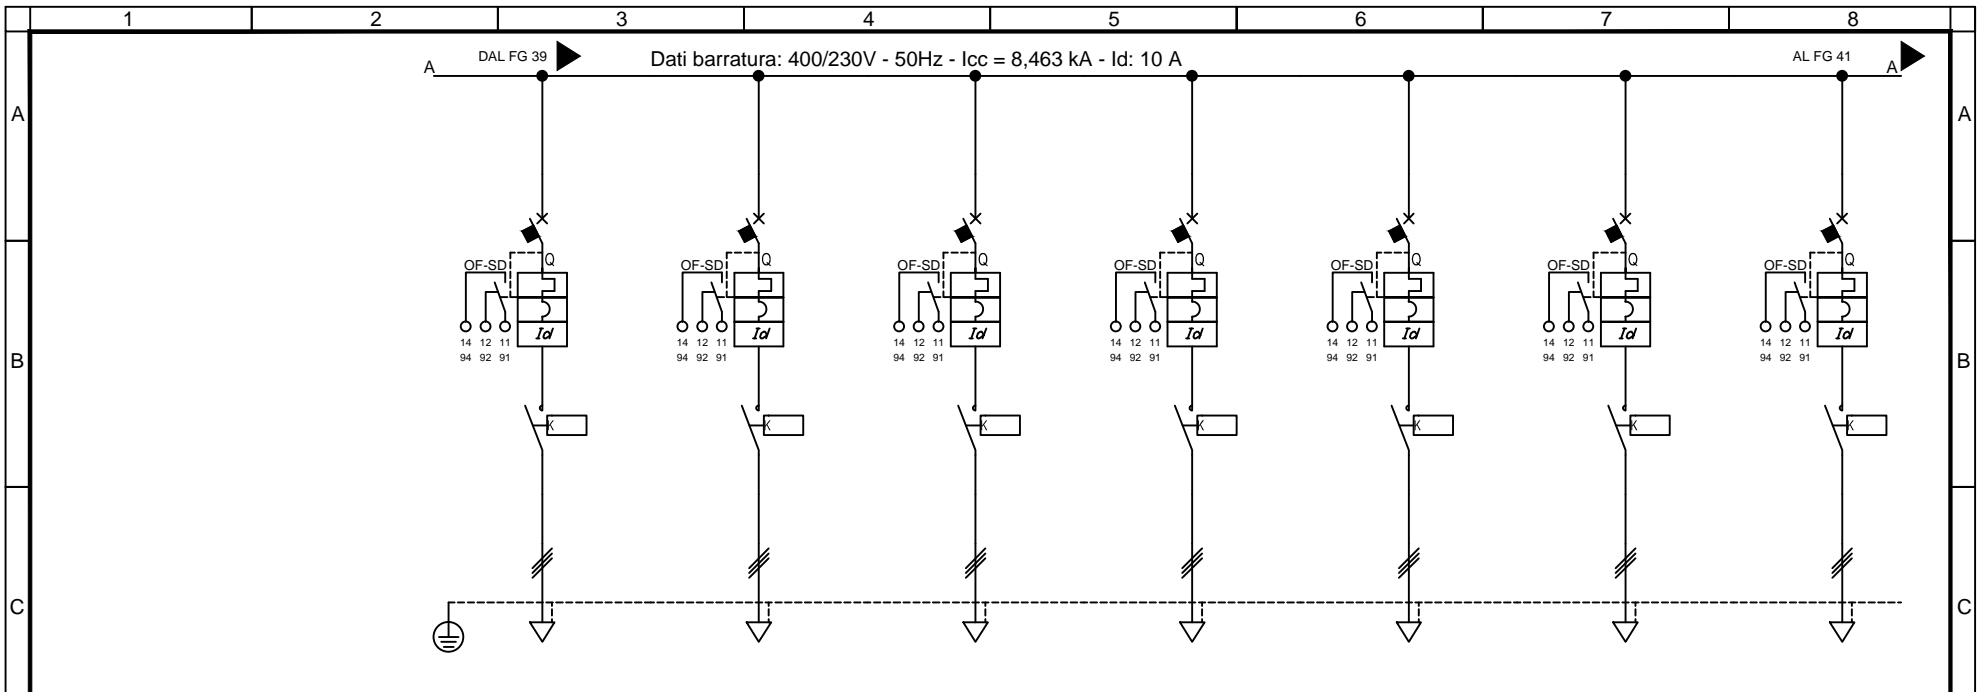 1 2 3 4 5 6 7 8
DAL FG 39 Dati barratura: 400/230V - 50Hz - Icc = 8,463 kA - Id: 10 A AL FG 41
A A
A A
Q Q Q Q Q Q Q
OF-SD OF-SD OF-SD OF-SD OF-SD OF-SD OF-SD
Id Id Id Id Id Id Id
14 12 11 14 12 11 14 12 11 14 12 11 14 12 11 14 12 11 14 12 11
94 92 91 94 92 91 94 92 91 94 92 91 94 92 91 94 92 91 94 92 91
B B
K K K K K K K
C C